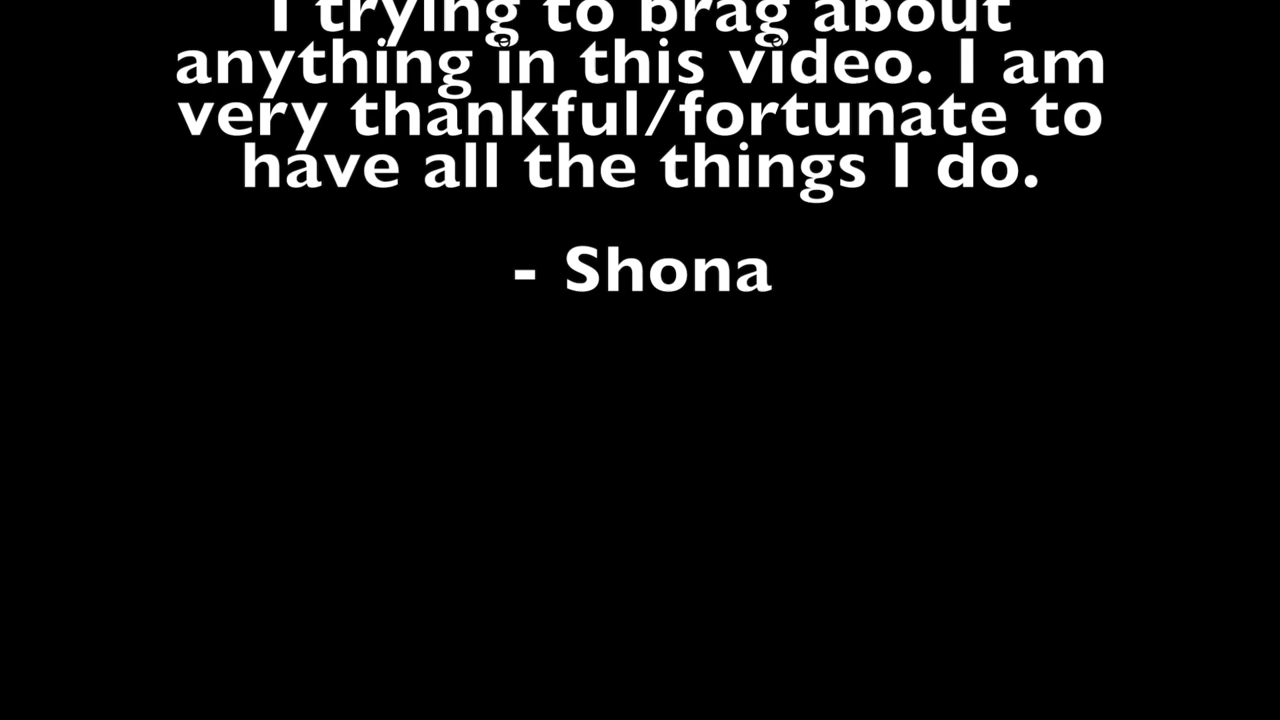 I trying to brag about
anything in this video. I am
very thankful/fortunate to
have all the things I do.
- Shona